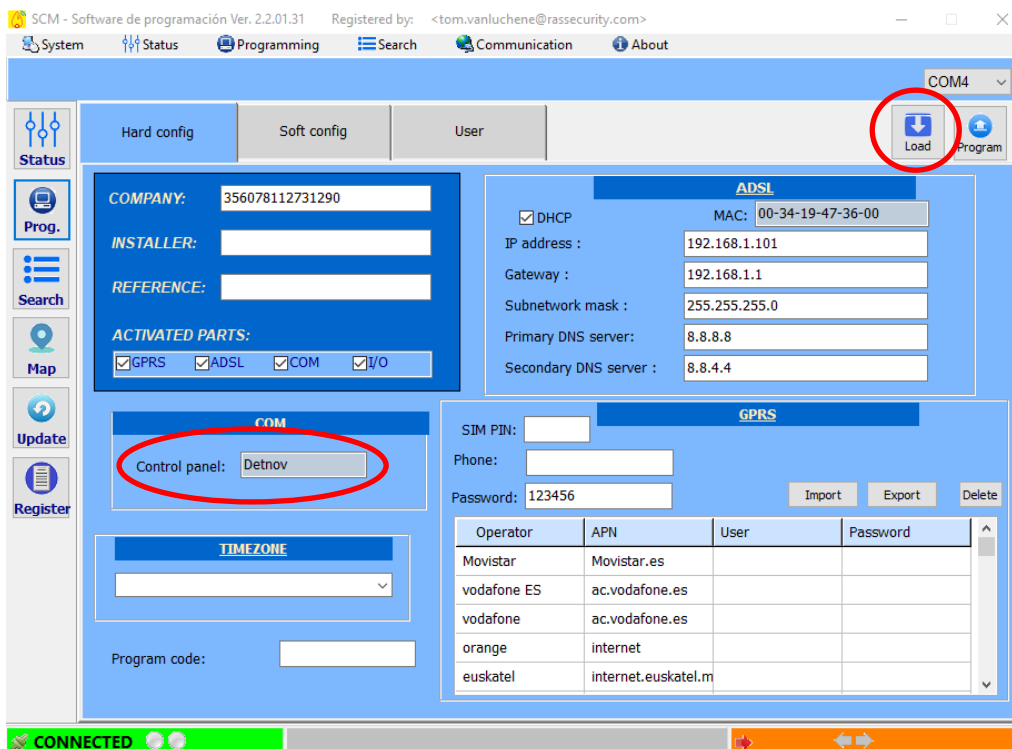 SCM - Software de programación Ver. 2.2.01.31 Registered by: <tom.vanluchene@rassecurity.com>
System Status Programming Search Communication About
COM4
Status
Prog.
Search
Map
Update
Register
Hard config Soft config User
Load Program
COMPANY: 356078112731290
INSTALLER:
REFERENCE:
ACTIVATED PARTS:
GPRS ADSL COM I/O
ADSL
DHCP MAC: 00-34-19-47-36-00
IP address : 192.168.1.101
Gateway : 192.168.1.1
Subnetwork mask : 255.255.255.0
Primary DNS server: 8.8.8.8
Secondary DNS server : 8.8.4.4
COM
Control panel: Detnov
TIMEZONE
Program code:
GPRS
SIM PIN:
Phone:
Password: 123456 Import Export Delete
Operator APN User Password
Movistar Movistar.es
vodafone ES ac.vodafone.es
vodafone ac.vodafone.es
orange internet
euskatel internet.euskatel.m
CONNECTED